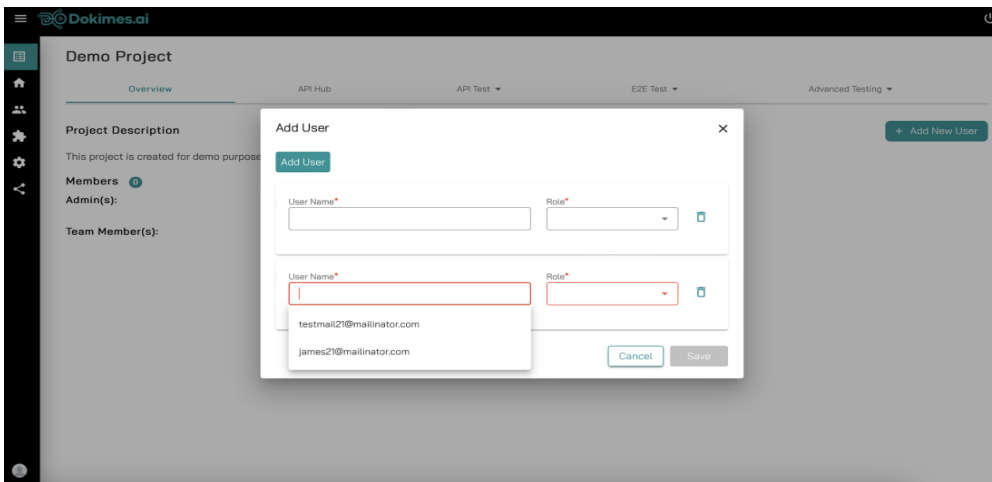 Dokimes.ai
Demo Project
Overview API Hub API Test E2E Test Advanced Testing
Project Description
+ Add New User
This project is created for demo purpose
Members 0
Admin(s):
Team Member(s):
Add User
Add User
User Name* Role*
User Name* Role*
testmail21@mailinator.com
james21@mailinator.com
Cancel Save